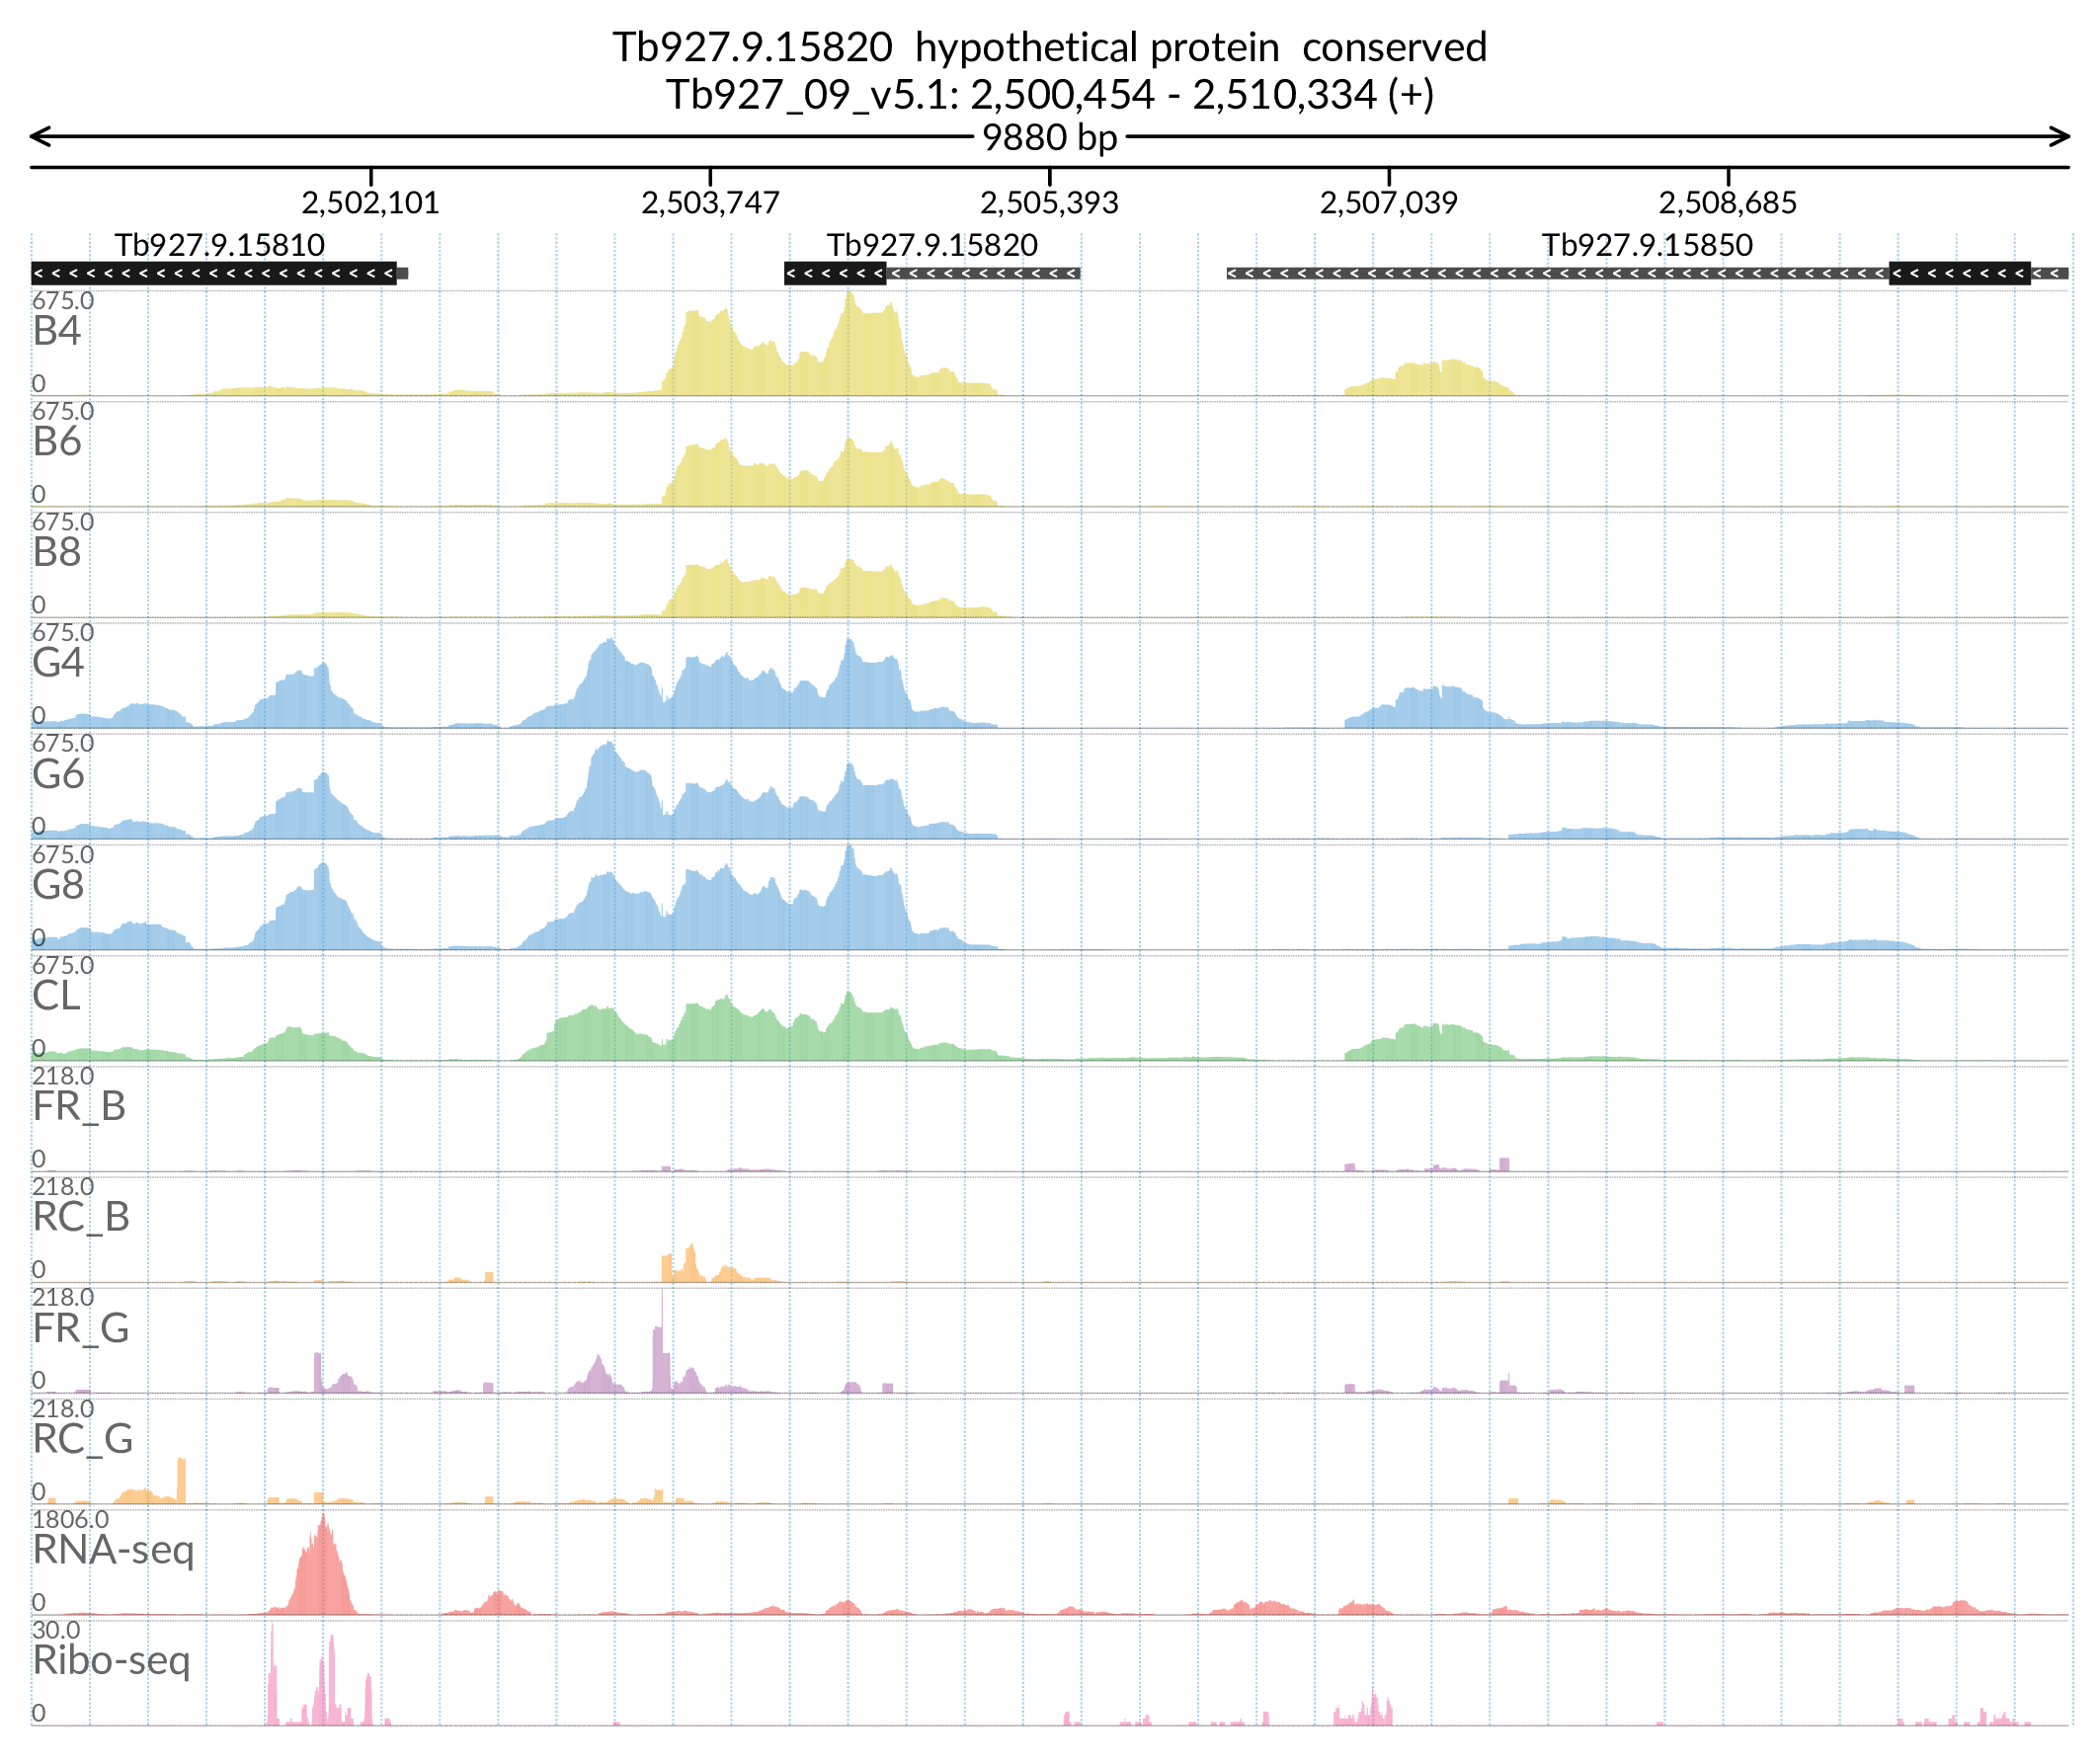 Tb927.9.15820 hypothetical protein conserved
Tb927_09_v5.1: 2,500,454 - 2,510,334 (+)
9880 bp
2,502,101 2,503,747 2,505,393 2,507,039 2,508,685
Tb927.9.15810 Tb927.9.15820 Tb927.9.15850
675.0
B4
0
675.0
B6
0
675.0
B8
0
675.0
G4
0
675.0
G6
0
675.0
G8
0
675.0
CL
0
218.0
FR_B
0
218.0
RC_B
0
218.0
FR_G
0
218.0
RC_G
0
1806.0
RNA-seq
0
30.0
Ribo-seq
0